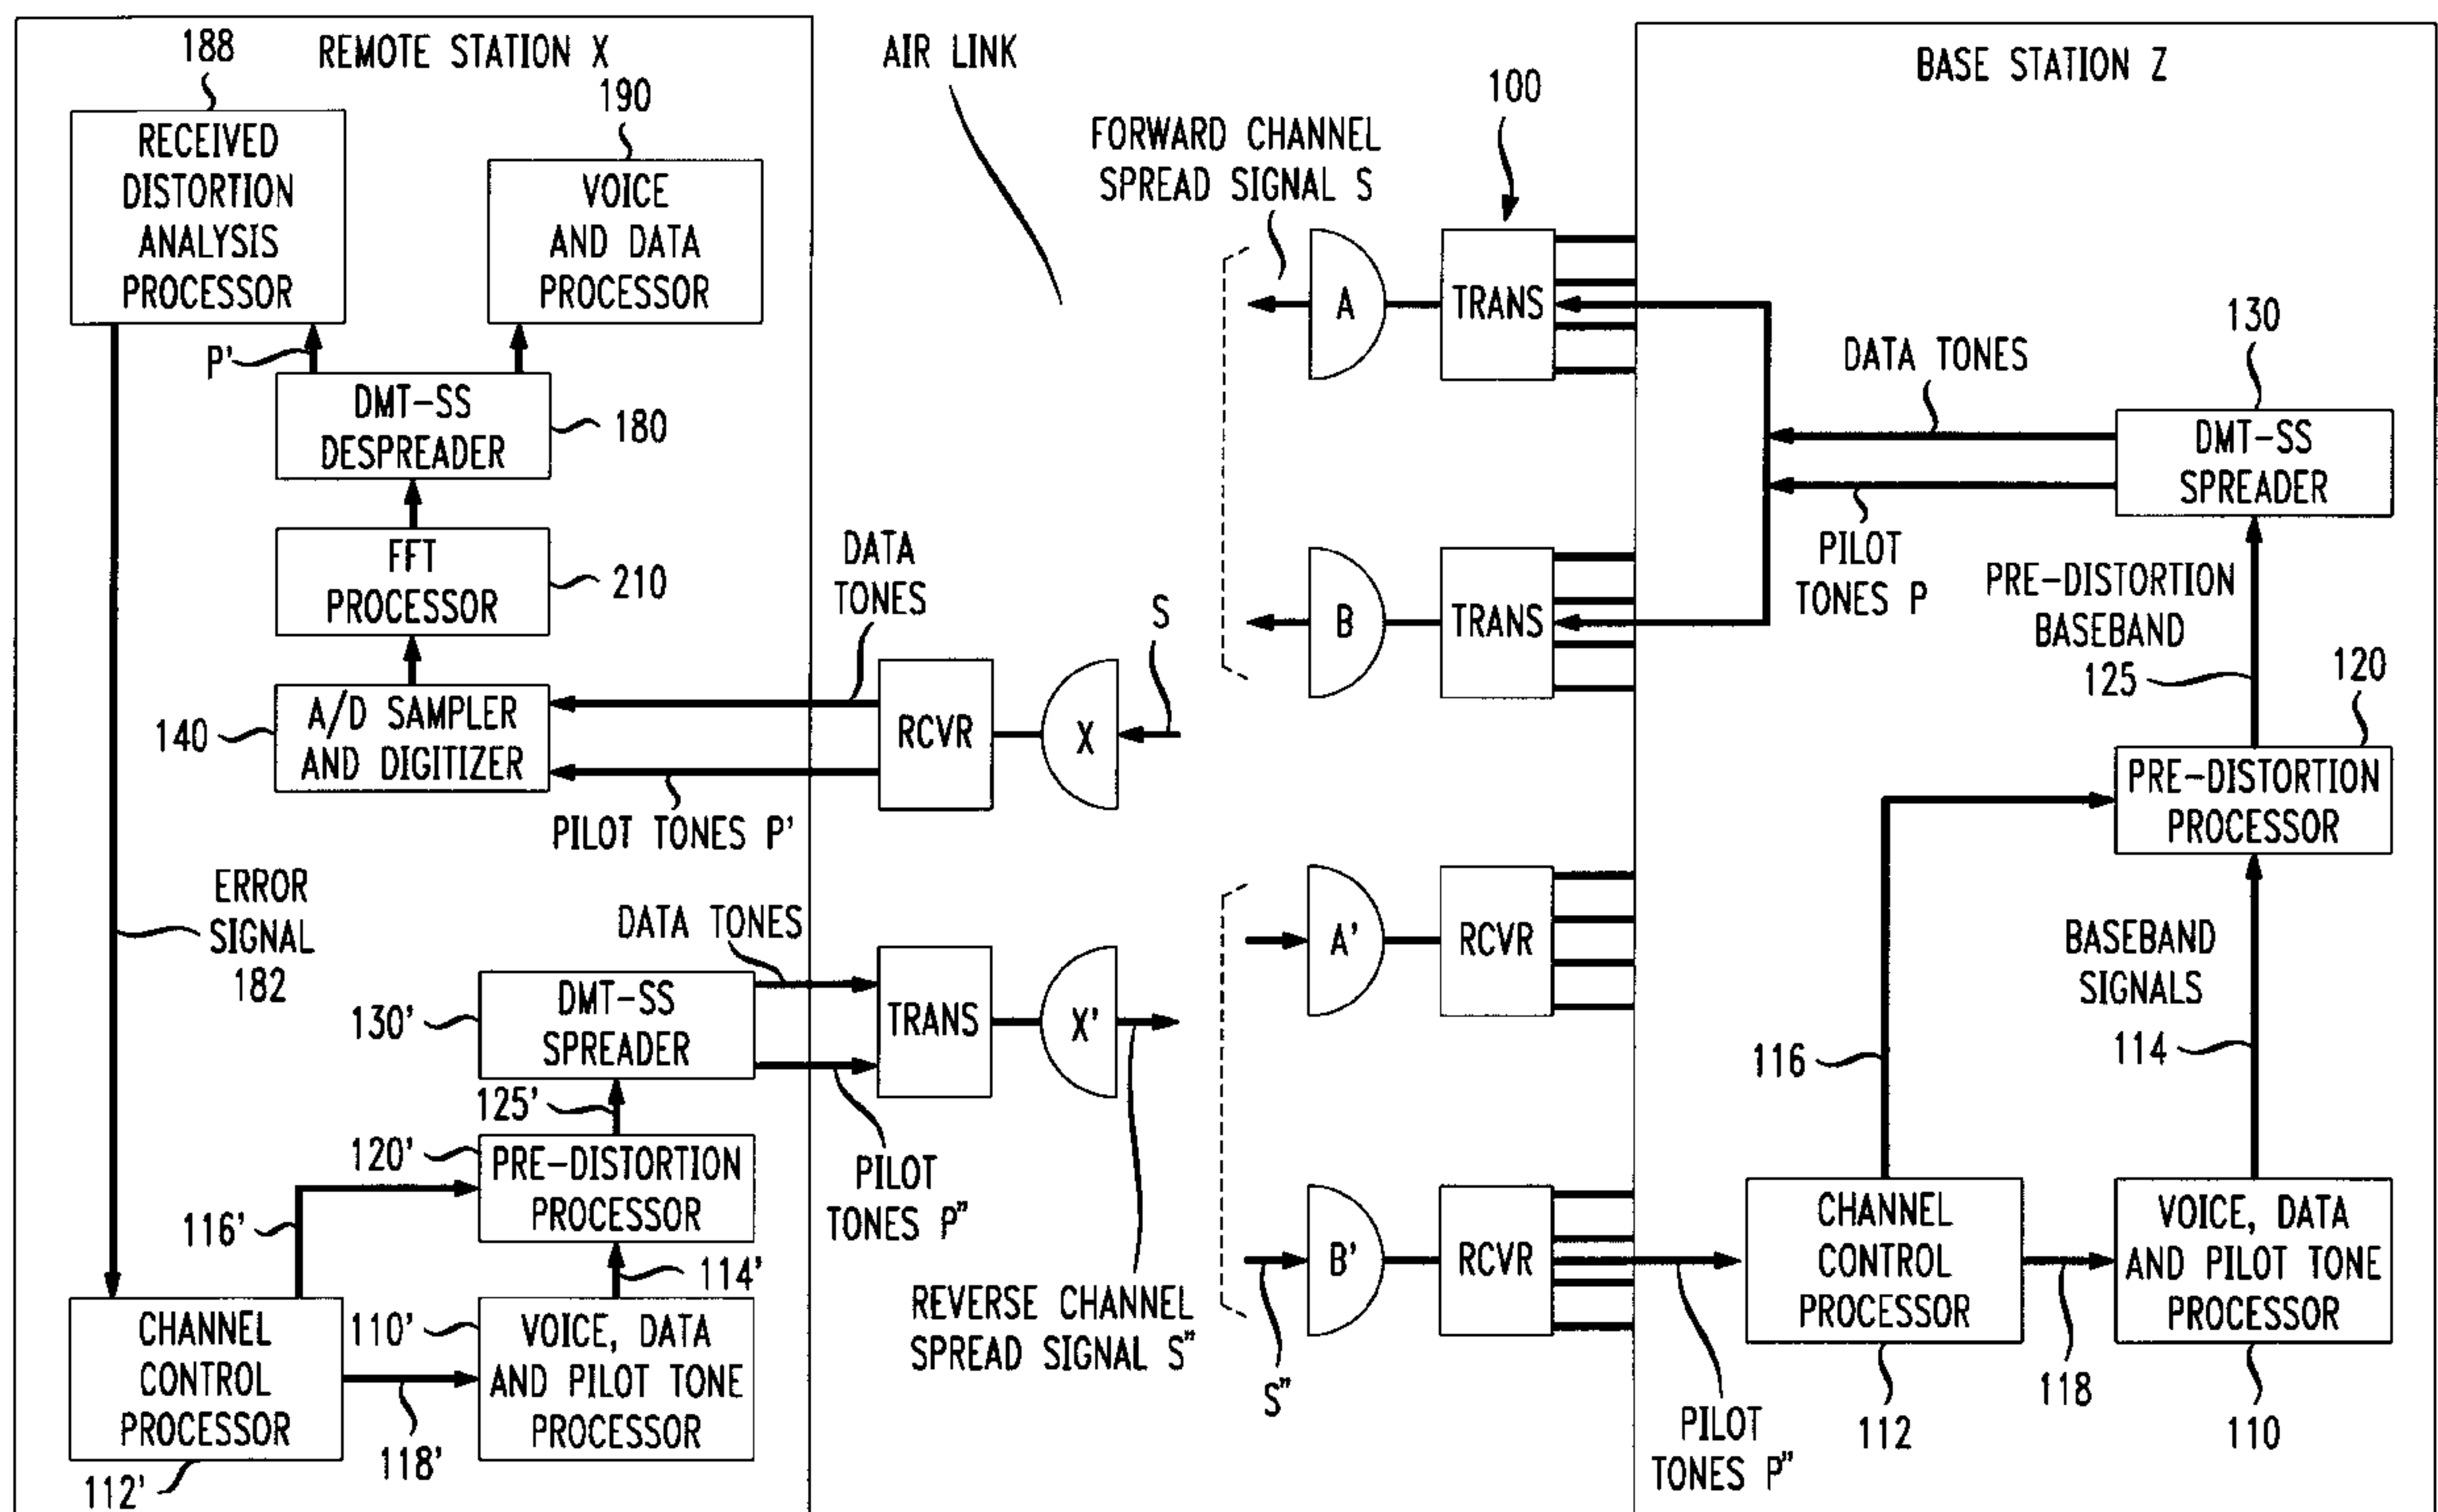 REMOTE STATION X
188
RECEIVED
DISTORTION
ANALYSIS
PROCESSOR
190
VOICE
AND DATA
PROCESSOR
P'
DMT-SS
DESPREADER
180
FFT
PROCESSOR
210
A/D SAMPLER
AND DIGITIZER
140
ERROR
SIGNAL
182
DMT-SS
SPREADER
130'
125'
PRE-DISTORTION
PROCESSOR
120'
116'
114'
CHANNEL
CONTROL
PROCESSOR
112'
118'
110'
VOICE, DATA
AND PILOT TONE
PROCESSOR
AIR LINK
FORWARD CHANNEL
SPREAD SIGNAL S
100
A
TRANS
B
TRANS
DATA
TONES
RCVR
X
S
PILOT TONES P'
DATA TONES
TRANS
X'
PILOT
TONES P"
REVERSE CHANNEL
SPREAD SIGNAL S"
A'
RCVR
B'
RCVR
S"
PILOT
TONES P"
BASE STATION Z
DATA TONES
130
DMT-SS
SPREADER
PILOT
TONES P
PRE-DISTORTION
BASEBAND
125
120
PRE-DISTORTION
PROCESSOR
BASEBAND
SIGNALS
114
116
CHANNEL
CONTROL
PROCESSOR
112
118
VOICE, DATA
AND PILOT TONE
PROCESSOR
110